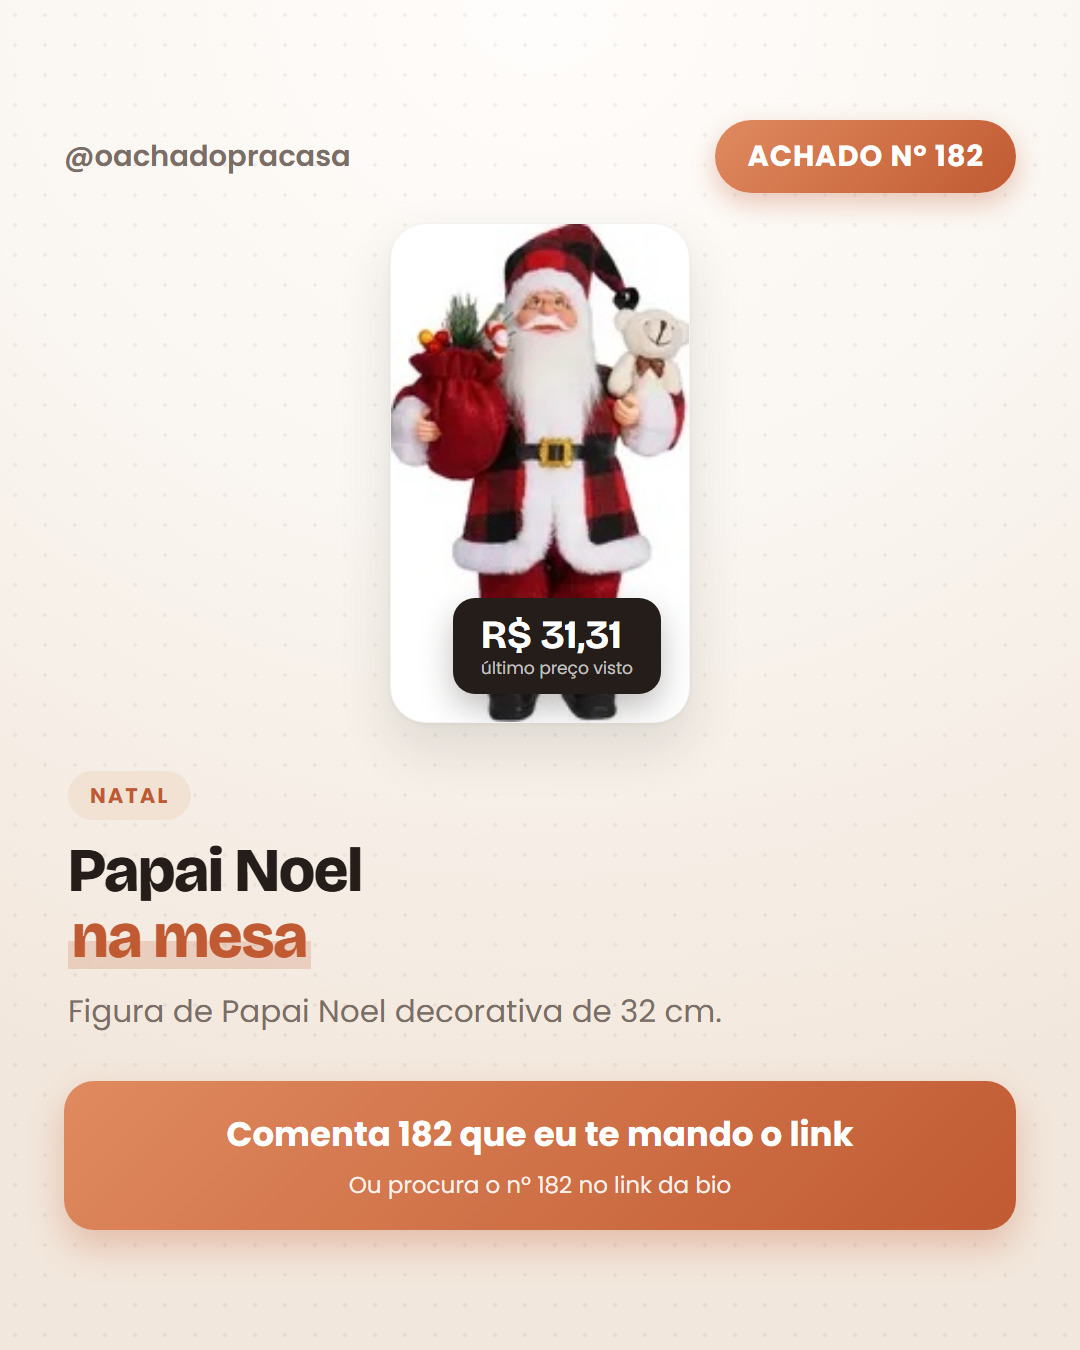 @oachadopracasa
ACHADO Nº 182
R$ 31,31
último preço visto
NATAL
Papai Noel
na mesa
Figura de Papai Noel decorativa de 32 cm.
Comenta 182 que eu te mando o link
Ou procura o nº 182 no link da bio